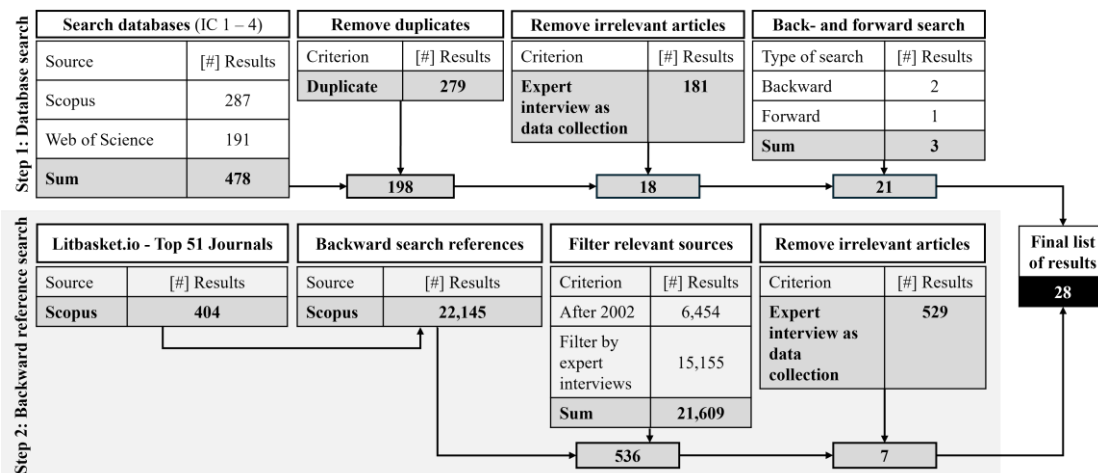 Step 1: Database search
Search databases (IC 1 – 4)
Source [#] Results
Scopus 287
Web of Science 191
Sum 478
Remove duplicates
Criterion [#] Results
Duplicate 279
198
Remove irrelevant articles
Criterion [#] Results
Expert 181
interview as
data collection
18
Back- and forward search
Type of search [#] Results
Backward 2
Forward 1
Sum 3
21
Step 2: Backward reference search
Litbasket.io - Top 51 Journals
Source [#] Results
Scopus 404
Backward search references
Source [#] Results
Scopus 22,145
Filter relevant sources
Criterion [#] Results
After 2002 6,454
Filter by
expert 15,155
interviews
Sum 21,609
536
Remove irrelevant articles
Criterion [#] Results
Expert 529
interview as
data
collection
7
Final list
of results
28